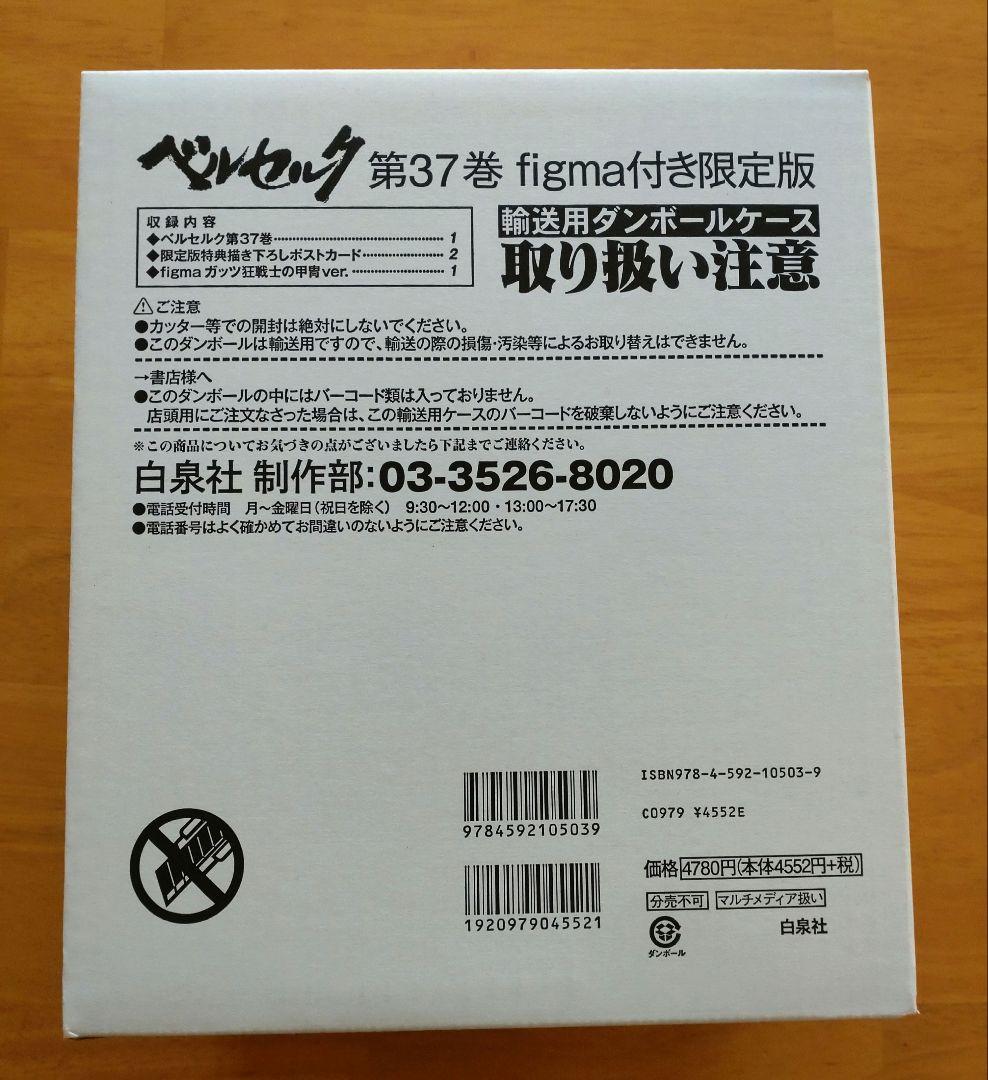 ベルセルク 第37巻 figma付き限定版
収録内容
◆ベルセルク第37巻……………………………… 1
◆限定版特典描き下ろしポストカード……………… 2
◆figma ガッツ狂戦士の甲冑ver.……………… 1
輸送用ダンボールケース
取り扱い注意
⚠ご注意
●カッター等での開封は絶対にしないでください。
●このダンボールは輸送用ですので、輸送の際の損傷・汚染等によるお取り替えはできません。
→書店様へ
●このダンボールの中にはバーコード類は入っておりません。
店頭用にご注文なさった場合は、この輸送用ケースのバーコードを破棄しないようにご注意ください。
※この商品についてお気づきの点がございましたら下記までご連絡ください。
白泉社 制作部:03-3526-8020
●電話受付時間 月〜金曜日(祝日を除く) 9:30〜12:00・13:00〜17:30
●電話番号はよく確かめてお間違いのないようにご注意ください。
9784592105039
1920979045521
ISBN978-4-592-10503-9
C0979 ¥4552E
価格 4780円(本体4552円+税)
分売不可 マルチメディア扱い
ダンボール
白泉社